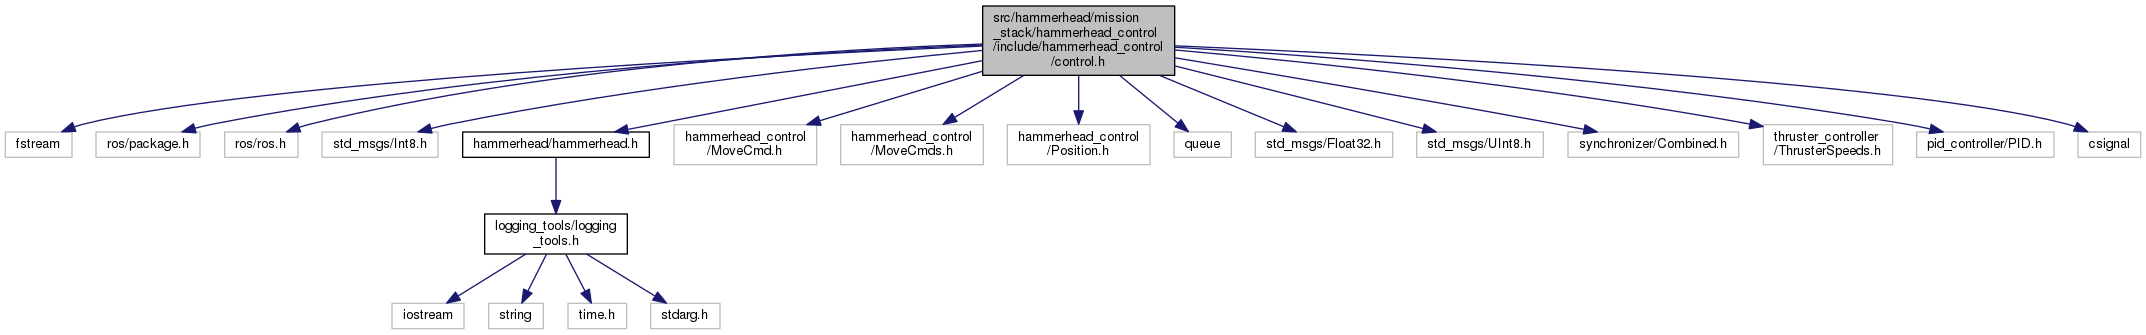 src/hammerhead/mission
_stack/hammerhead_control
/include/hammerhead_control
/control.h
fstream
ros/package.h
ros/ros.h
std_msgs/Int8.h
hammerhead/hammerhead.h
hammerhead_control
/MoveCmd.h
hammerhead_control
/MoveCmds.h
hammerhead_control
/Position.h
queue
std_msgs/Float32.h
std_msgs/UInt8.h
synchronizer/Combined.h
thruster_controller
/ThrusterSpeeds.h
pid_controller/PID.h
csignal
logging_tools/logging
_tools.h
iostream
string
time.h
stdarg.h